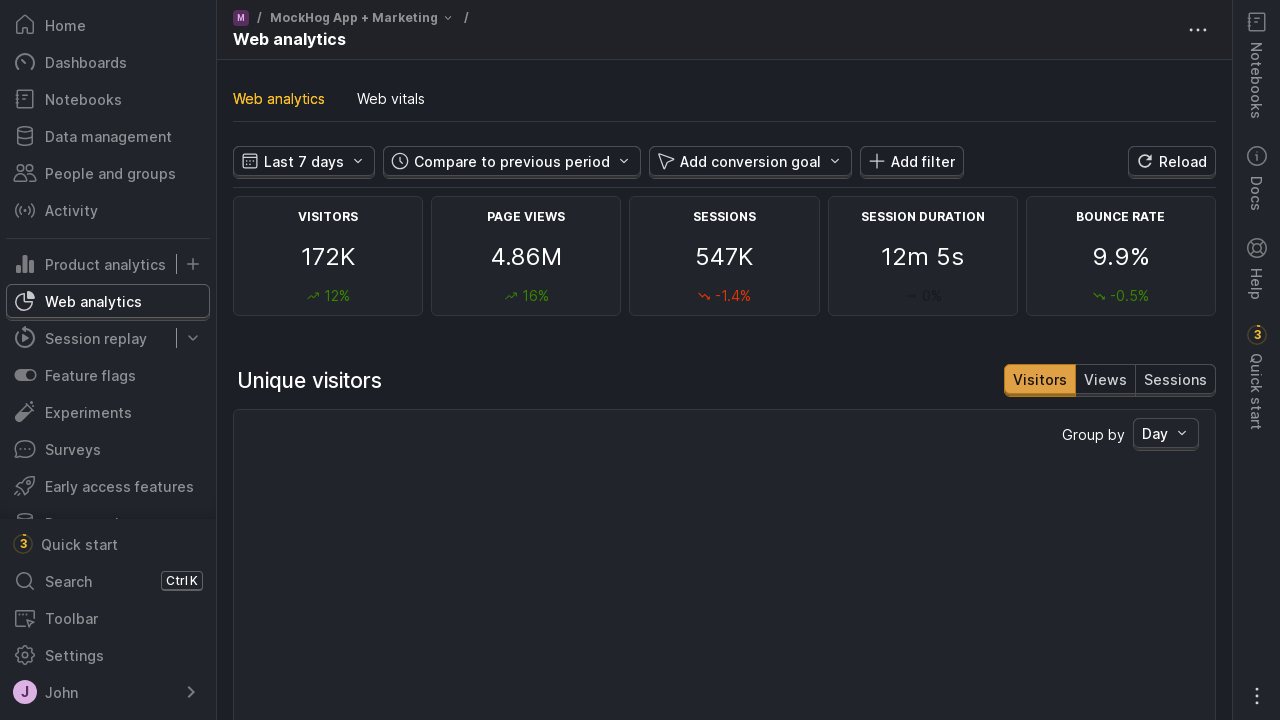 Home
Dashboards
Notebooks
Data management
People and groups
Activity
Product analytics
Web analytics
Session replay
Feature flags
Experiments
Surveys
Early access features
3 Quick start
Search Ctrl K
Toolbar
Settings
J John
M / MockHog App + Marketing /
Web analytics
Web analytics Web vitals
Last 7 days Compare to previous period Add conversion goal Add filter Reload
VISITORS PAGE VIEWS SESSIONS SESSION DURATION BOUNCE RATE
172K 4.86M 547K 12m 5s 9.9%
12% 16% -1.4% 0% -0.5%
Unique visitors Visitors Views Sessions
Group by Day
Notebooks
Docs
Help
3 Quick start